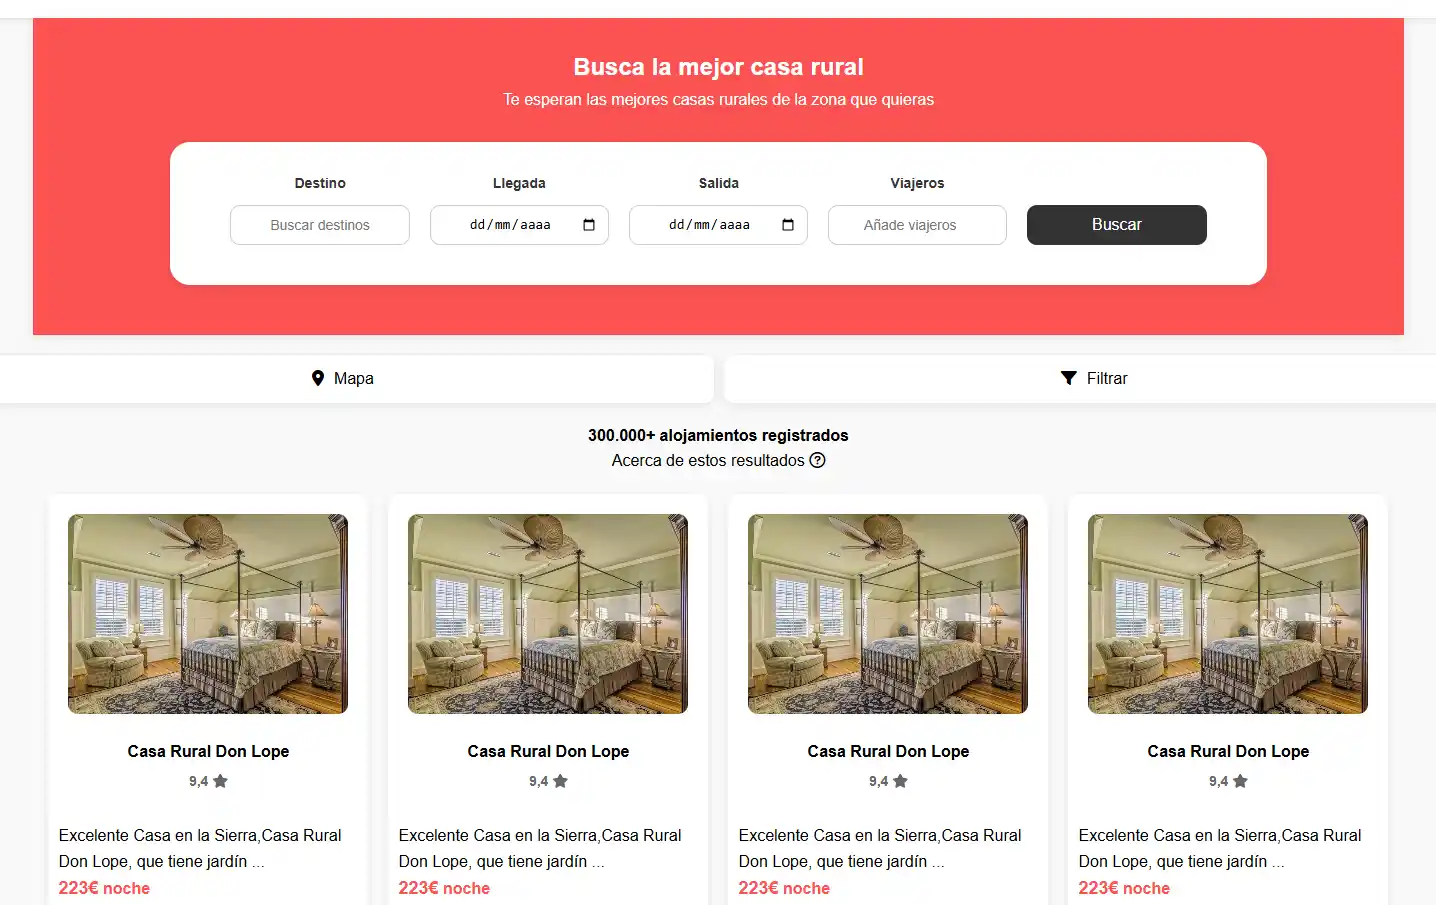 Busca la mejor casa rural
Te esperan las mejores casas rurales de la zona que quieras
Destino
Llegada
Salida
Viajeros
Buscar destinos
dd/mm/aaaa
dd/mm/aaaa
Añade viajeros
Buscar
Mapa
Filtrar
300.000+ alojamientos registrados
Acerca de estos resultados ?
Casa Rural Don Lope
9,4
Excelente Casa en la Sierra,Casa Rural
Don Lope, que tiene jardín ...
223€ noche
Casa Rural Don Lope
9,4
Excelente Casa en la Sierra,Casa Rural
Don Lope, que tiene jardín ...
223€ noche
Casa Rural Don Lope
9,4
Excelente Casa en la Sierra,Casa Rural
Don Lope, que tiene jardín ...
223€ noche
Casa Rural Don Lope
9,4
Excelente Casa en la Sierra,Casa Rural
Don Lope, que tiene jardín ...
223€ noche